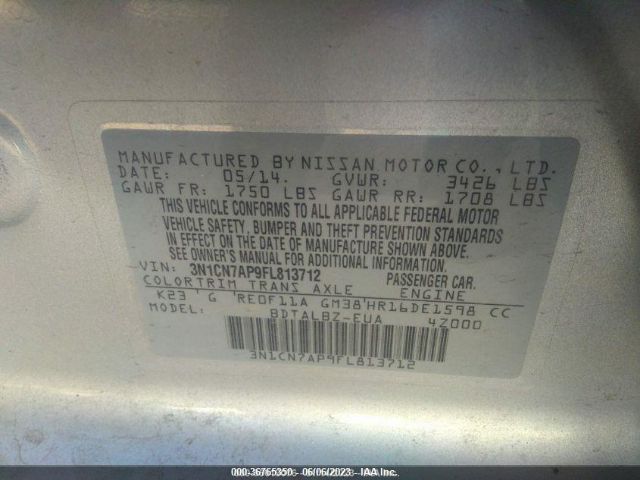 MANUFACTURED BY NISSAN MOTOR CO., LTD.
DATE: 05/14. GVWR: 3426 LBS
GAWR FR: 1750 LBS GAWR RR: 1708 LBS
THIS VEHICLE CONFORMS TO ALL APPLICABLE FEDERAL MOTOR
VEHICLE SAFETY, BUMPER AND THEFT PREVENTION STANDARDS
IN EFFECT ON THE DATE OF MANUFACTURE SHOWN ABOVE.
SEE OWNER'S MANUAL FOR ADDITIONAL INFORMATION.
VIN: 3N1CN7AP9FL813712 PASSENGER CAR.
COLORTRIM TRANS AXLE ENGINE
K23 G RE0F11A GM38 HR16DE1598 CC
MODEL: BDTALBZ-EUA 4Z000
3N1CN7AP9FL813712
000-36765350 - 06/06/2023 - IAA Inc.